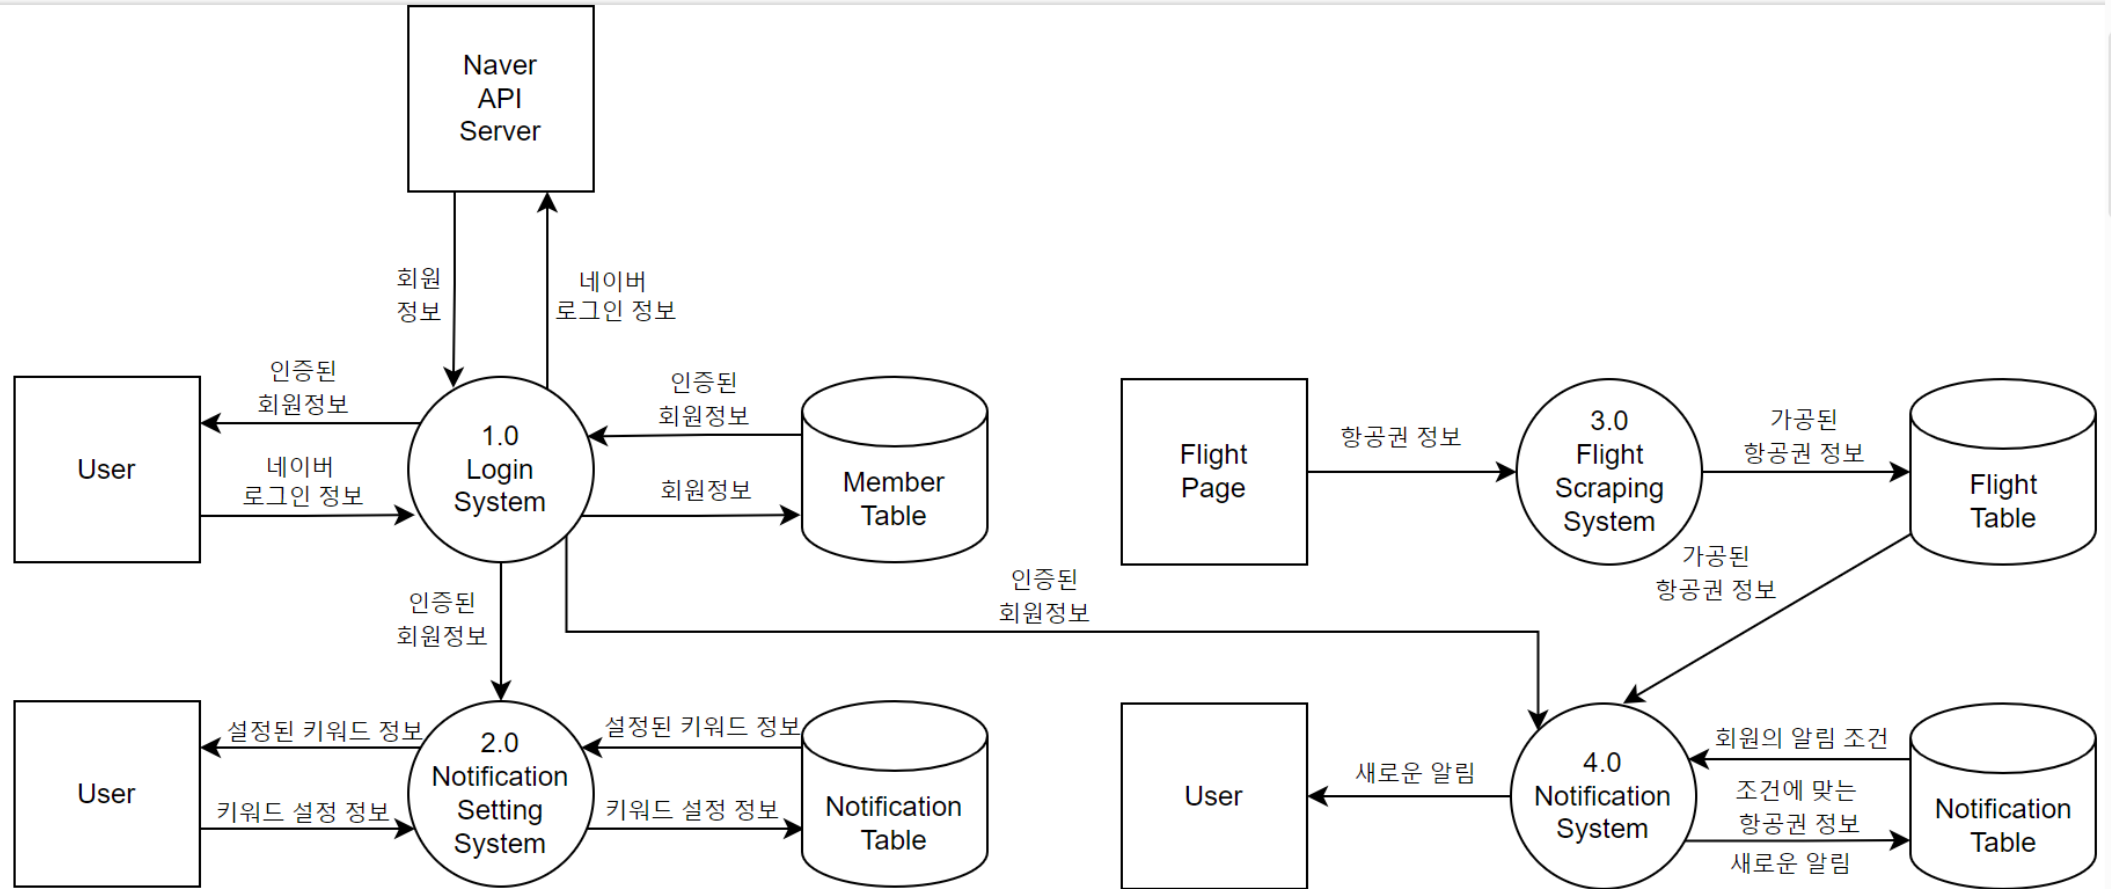 Naver
API
Server
회원
정보
네이버
로그인 정보
User
인증된
회원정보
네이버
로그인 정보
1.0
Login
System
인증된
회원정보
회원정보
Member
Table
Flight
Page
항공권 정보
3.0
Flight
Scraping
System
가공된
항공권 정보
Flight
Table
가공된
항공권 정보
인증된
회원정보
인증된
회원정보
User
설정된 키워드 정보
키워드 설정 정보
2.0
Notification
Setting
System
설정된 키워드 정보
키워드 설정 정보
Notification
Table
User
새로운 알림
4.0
Notification
System
회원의 알림 조건
조건에 맞는
항공권 정보
새로운 알림
Notification
Table